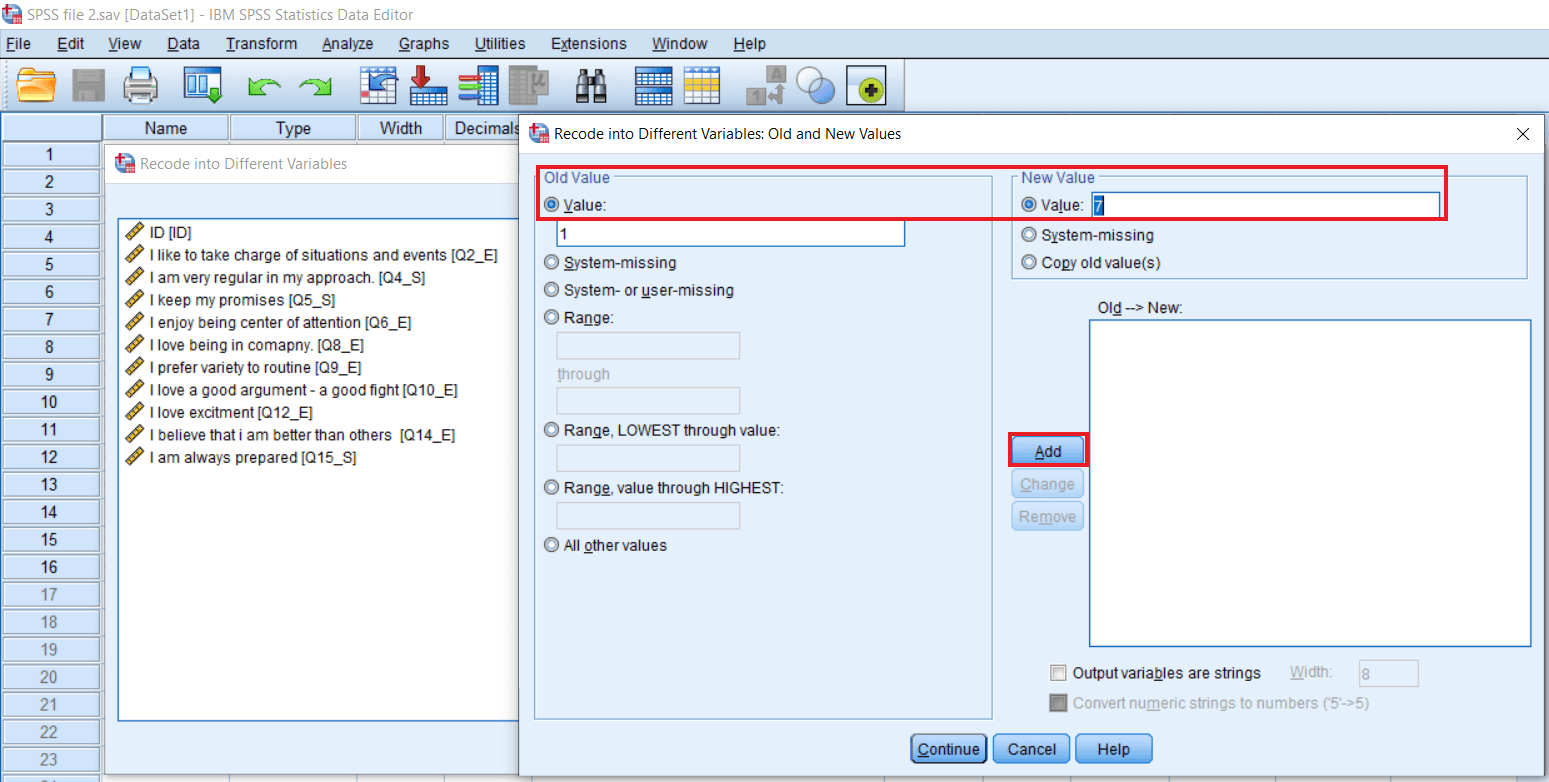 SPSS file 2.sav [DataSet1] - IBM SPSS Statistics Data Editor
File Edit View Data Transform Analyze Graphs Utilities Extensions Window Help
Name Type Width Decimals
Recode into Different Variables: Old and New Values
1
Recode into Different Variables
2
3
4
5
6
7
8
9
10
11
12
13
14
15
16
17
18
19
20
21
22
23
ID [ID]
I like to take charge of situations and events [Q2_E]
I am very regular in my approach. [Q4_S]
I keep my promises [Q5_S]
I enjoy being center of attention [Q6_E]
I love being in comapny. [Q8_E]
I prefer variety to routine [Q9_E]
I love a good argument - a good fight [Q10_E]
I love excitment [Q12_E]
I believe that i am better than others [Q14_E]
I am always prepared [Q15_S]
Old Value
Value:
1
System-missing
System- or user-missing
Range:
through
Range, LOWEST through value:
Range, value through HIGHEST:
All other values
New Value
Value: 7
System-missing
Copy old value(s)
Old --> New:
Add
Change
Remove
Output variables are strings Width: 8
Convert numeric strings to numbers ('5'->5)
Continue Cancel Help